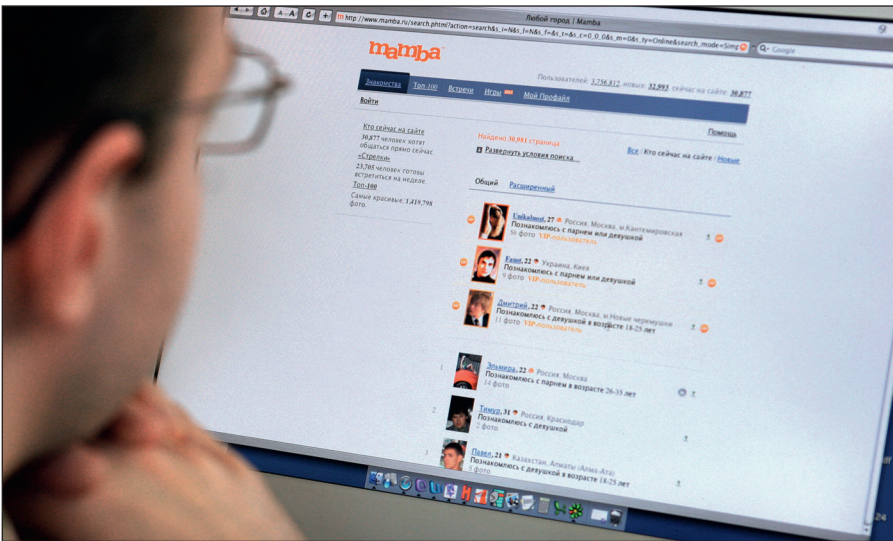 Любой город | Mamba
A A
http://www.mamba.ru/search.phtml?action=search&s_i=N&s_l=N&s_f=&s_t=&s_c=0_0_0&s_m=0&s_ty=Online&search_mode=Simp
Q- Google
mamba
Пользователей: 3,756,812, новых: 32,993, сейчас на сайте: 30,877
Знакомства Топ-100 Встречи Игры Мой Профайл
Войти
Помощь
Кто сейчас на сайте
30,877 человек хотят
общаться прямо сейчас
«Стрелки»
23,705 человек готовы
встретиться на неделе.
Топ-100
Самые красивые, 1,419,798
фото.
Найдено 30,981 страница
Развернуть условия поиска...
Все | Кто сейчас на сайте | Новые
Общий Расширенный
Unikalnost, 27 Россия, Москва, м.Кантемировская
Познакомлюсь с парнем или девушкой
56 фото VIP-пользователь
Faust, 22 Украина, Киев
Познакомлюсь с парнем или девушкой
9 фото VIP-пользователь
Дмитрий, 22 Россия, Москва, м.Новые черемушки
Познакомлюсь с девушкой в возрасте 18-25 лет
11 фото VIP-пользователь
1 Эльмира, 22 Россия, Москва
Познакомлюсь с парнем в возрасте 26-35 лет
14 фото
2 Тимур, 31 Россия, Краснодар
Познакомлюсь с девушкой
2 фото
3 Павел, 21 Казахстан, Алматы (Алма-Ата)
Познакомлюсь с девушкой в возрасте 18-25 лет
9 фото